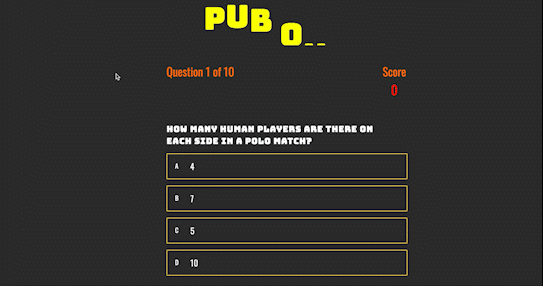 PUB O..
Question 1 of 10
Score
0
HOW MANY HUMAN PLAYERS ARE THERE ON
EACH SIDE IN A POLO MATCH?
A 4
B 7
C 5
D 10